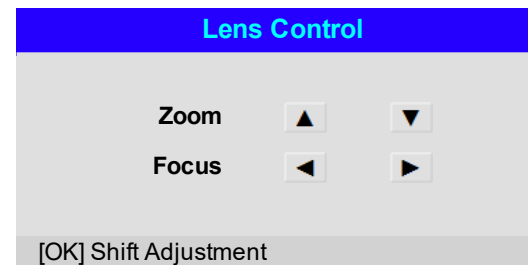 Lens Control
Zoom ▲ ▼
Focus ◀ ▶
[OK] Shift Adjustment